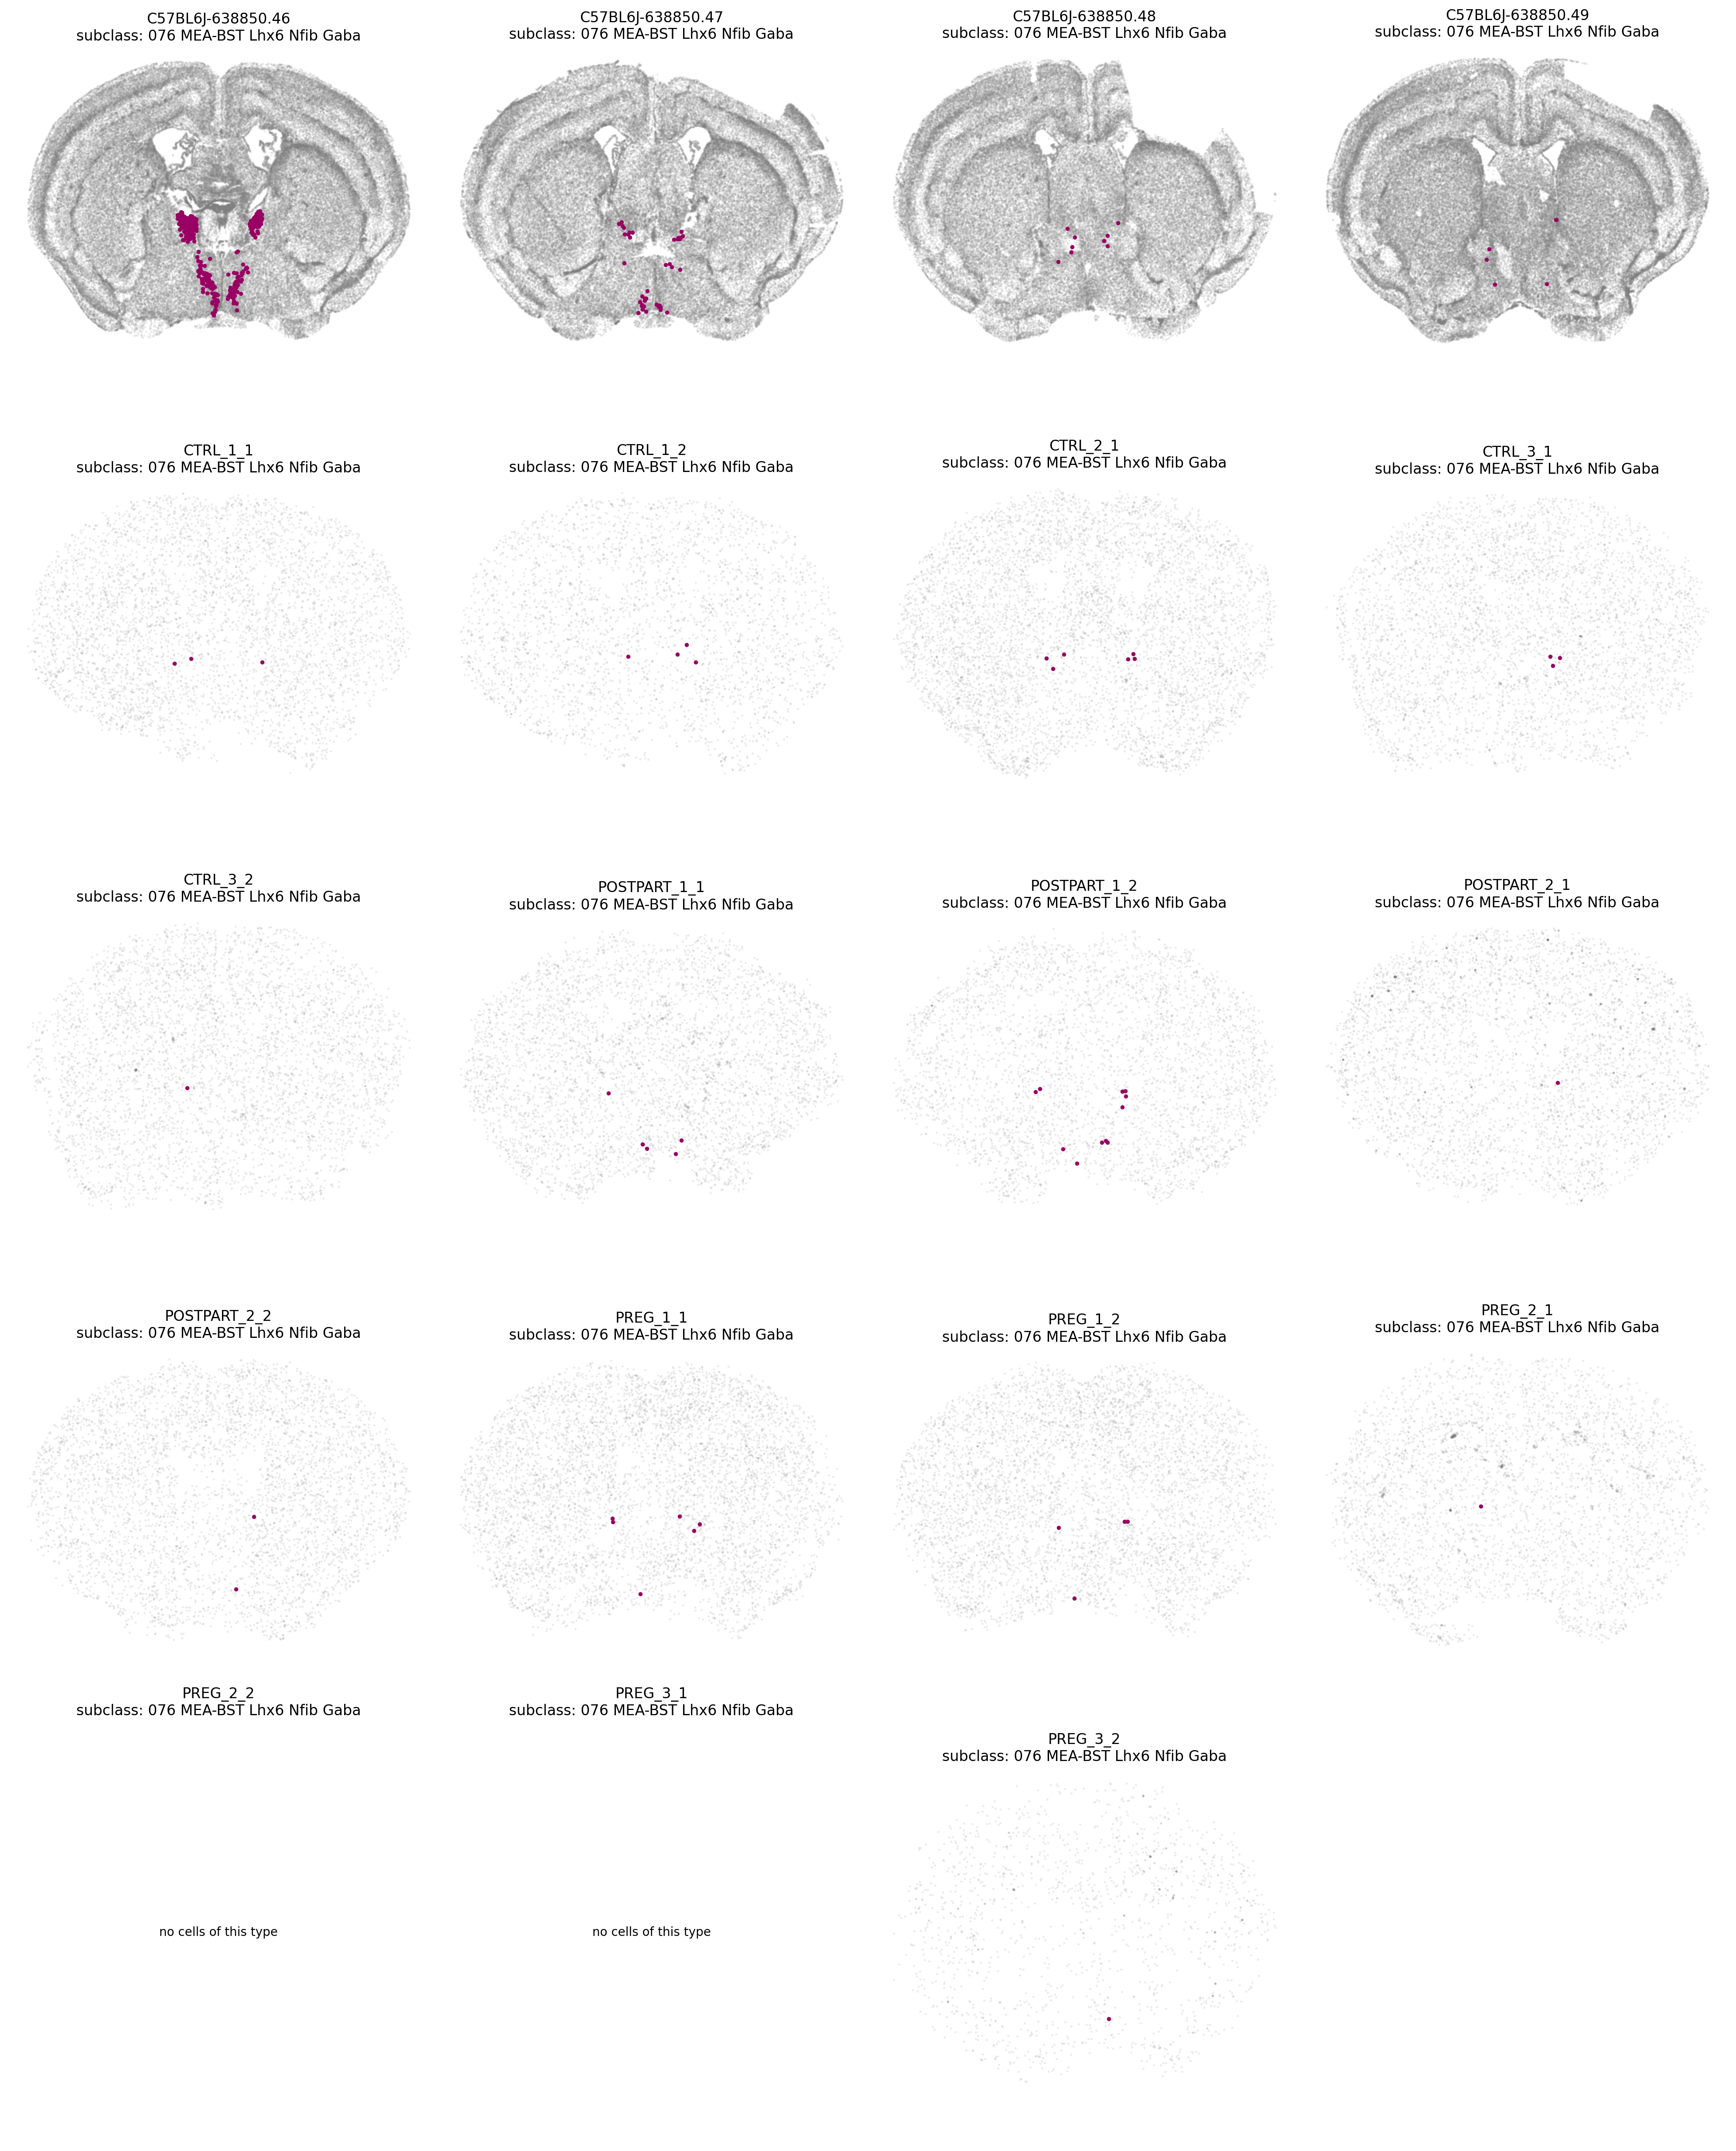 C57BL6J-638850.46
subclass: 076 MEA-BST Lhx6 Nfib Gaba
C57BL6J-638850.47
subclass: 076 MEA-BST Lhx6 Nfib Gaba
C57BL6J-638850.48
subclass: 076 MEA-BST Lhx6 Nfib Gaba
C57BL6J-638850.49
subclass: 076 MEA-BST Lhx6 Nfib Gaba
CTRL_1_1
subclass: 076 MEA-BST Lhx6 Nfib Gaba
CTRL_1_2
subclass: 076 MEA-BST Lhx6 Nfib Gaba
CTRL_2_1
subclass: 076 MEA-BST Lhx6 Nfib Gaba
CTRL_3_1
subclass: 076 MEA-BST Lhx6 Nfib Gaba
CTRL_3_2
subclass: 076 MEA-BST Lhx6 Nfib Gaba
POSTPART_1_1
subclass: 076 MEA-BST Lhx6 Nfib Gaba
POSTPART_1_2
subclass: 076 MEA-BST Lhx6 Nfib Gaba
POSTPART_2_1
subclass: 076 MEA-BST Lhx6 Nfib Gaba
POSTPART_2_2
subclass: 076 MEA-BST Lhx6 Nfib Gaba
PREG_1_1
subclass: 076 MEA-BST Lhx6 Nfib Gaba
PREG_1_2
subclass: 076 MEA-BST Lhx6 Nfib Gaba
PREG_2_1
subclass: 076 MEA-BST Lhx6 Nfib Gaba
PREG_2_2
subclass: 076 MEA-BST Lhx6 Nfib Gaba
no cells of this type
PREG_3_1
subclass: 076 MEA-BST Lhx6 Nfib Gaba
no cells of this type
PREG_3_2
subclass: 076 MEA-BST Lhx6 Nfib Gaba